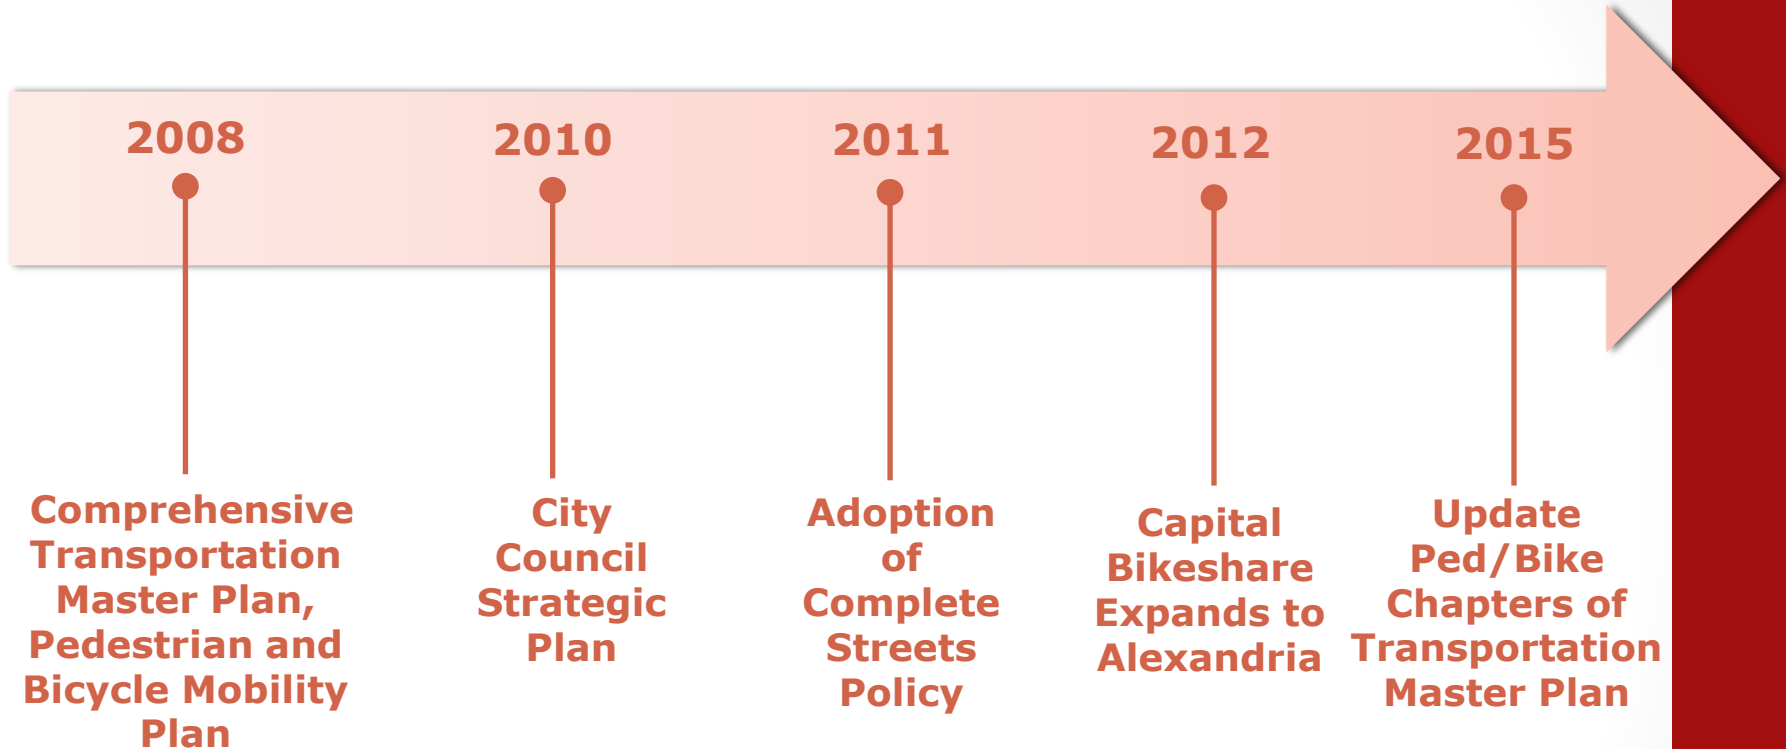 2008
2010
2011
2012
2015
Comprehensive
Transportation
Master Plan,
Pedestrian and
Bicycle Mobility
Plan
City
Council
Strategic
Plan
Adoption
of
Complete
Streets
Policy
Capital
Bikeshare
Expands to
Alexandria
Update
Ped/Bike
Chapters of
Transportation
Master Plan